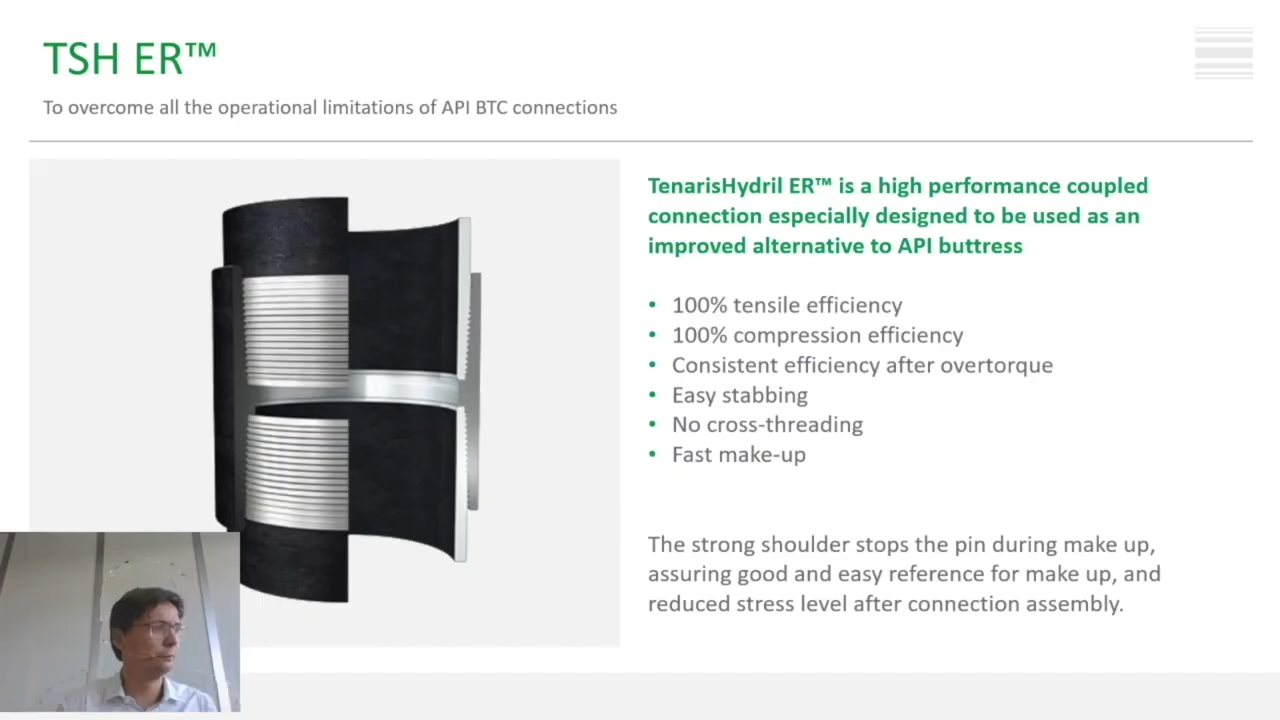 TSH ER™
To overcome all the operational limitations of API BTC connections
TenarisHydril ER™ is a high performance coupled
connection especially designed to be used as an
improved alternative to API buttress
• 100% tensile efficiency
• 100% compression efficiency
• Consistent efficiency after overtorque
• Easy stabbing
• No cross-threading
• Fast make-up
The strong shoulder stops the pin during make up,
assuring good and easy reference for make up, and
reduced stress level after connection assembly.